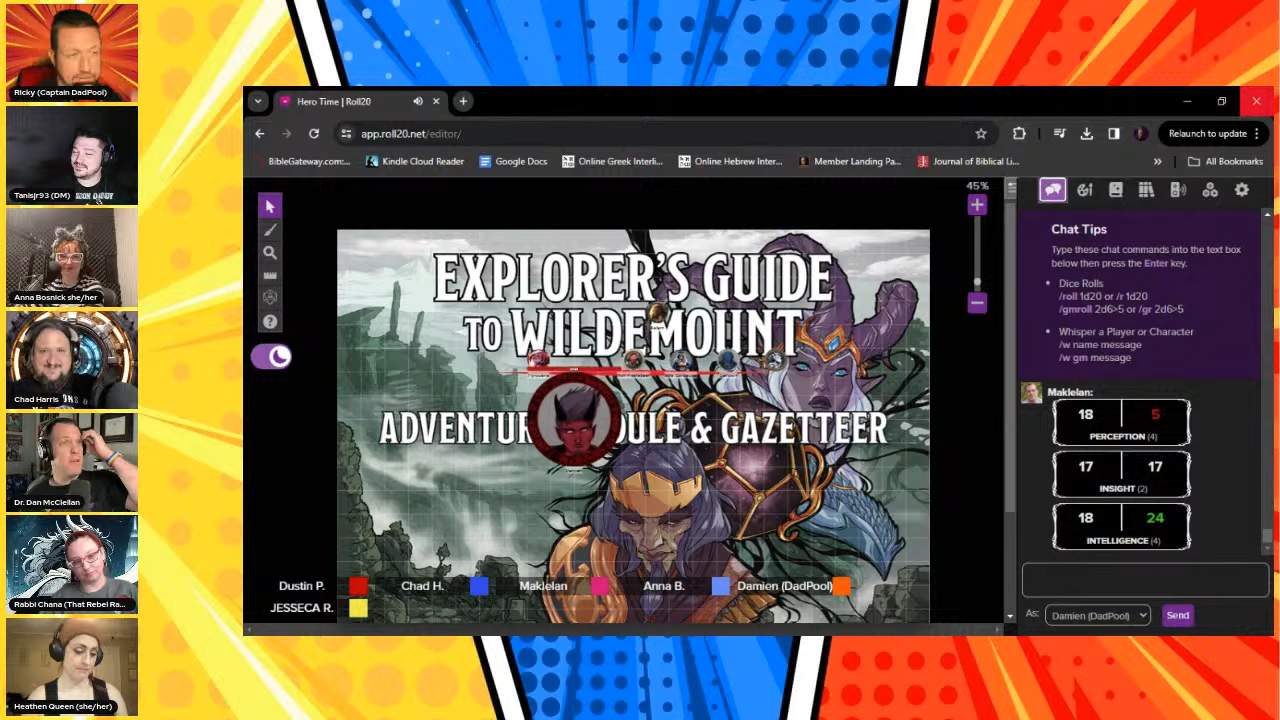 Ricky (Captain DadPool)
Tanisjr93 (DM)
Anna Bosnick she/her
Chad Harris
Dr. Dan McClellan
Rabbi Chana (That Rebel Ra...
Heathen Queen (she/her)
Hero Time | Roll20
app.roll20.net/editor/
Relaunch to update
BibleGateway.com:...
Kindle Cloud Reader
Google Docs
Online Greek Interli...
Online Hebrew Inter...
Member Landing Pa...
Journal of Biblical Li...
All Bookmarks
45%
EXPLORER'S GUIDE
TO WILDEMOUNT
ADVENTUR ODULE & GAZETTEER
Dustin P.
Chad H.
Maklelan
Anna B.
Damien (DadPool)
JESSECA R.
Chat Tips
Type these chat commands into the text box
below then press the Enter key.
Dice Rolls
/roll 1d20 or /r 1d20
/gmroll 2d6>5 or /gr 2d6>5
Whisper a Player or Character
/w name message
/w gm message
Maklelan:
18 5
PERCEPTION (4)
17 17
INSIGHT (2)
18 24
INTELLIGENCE (4)
As:
Damien (DadPool)
Send